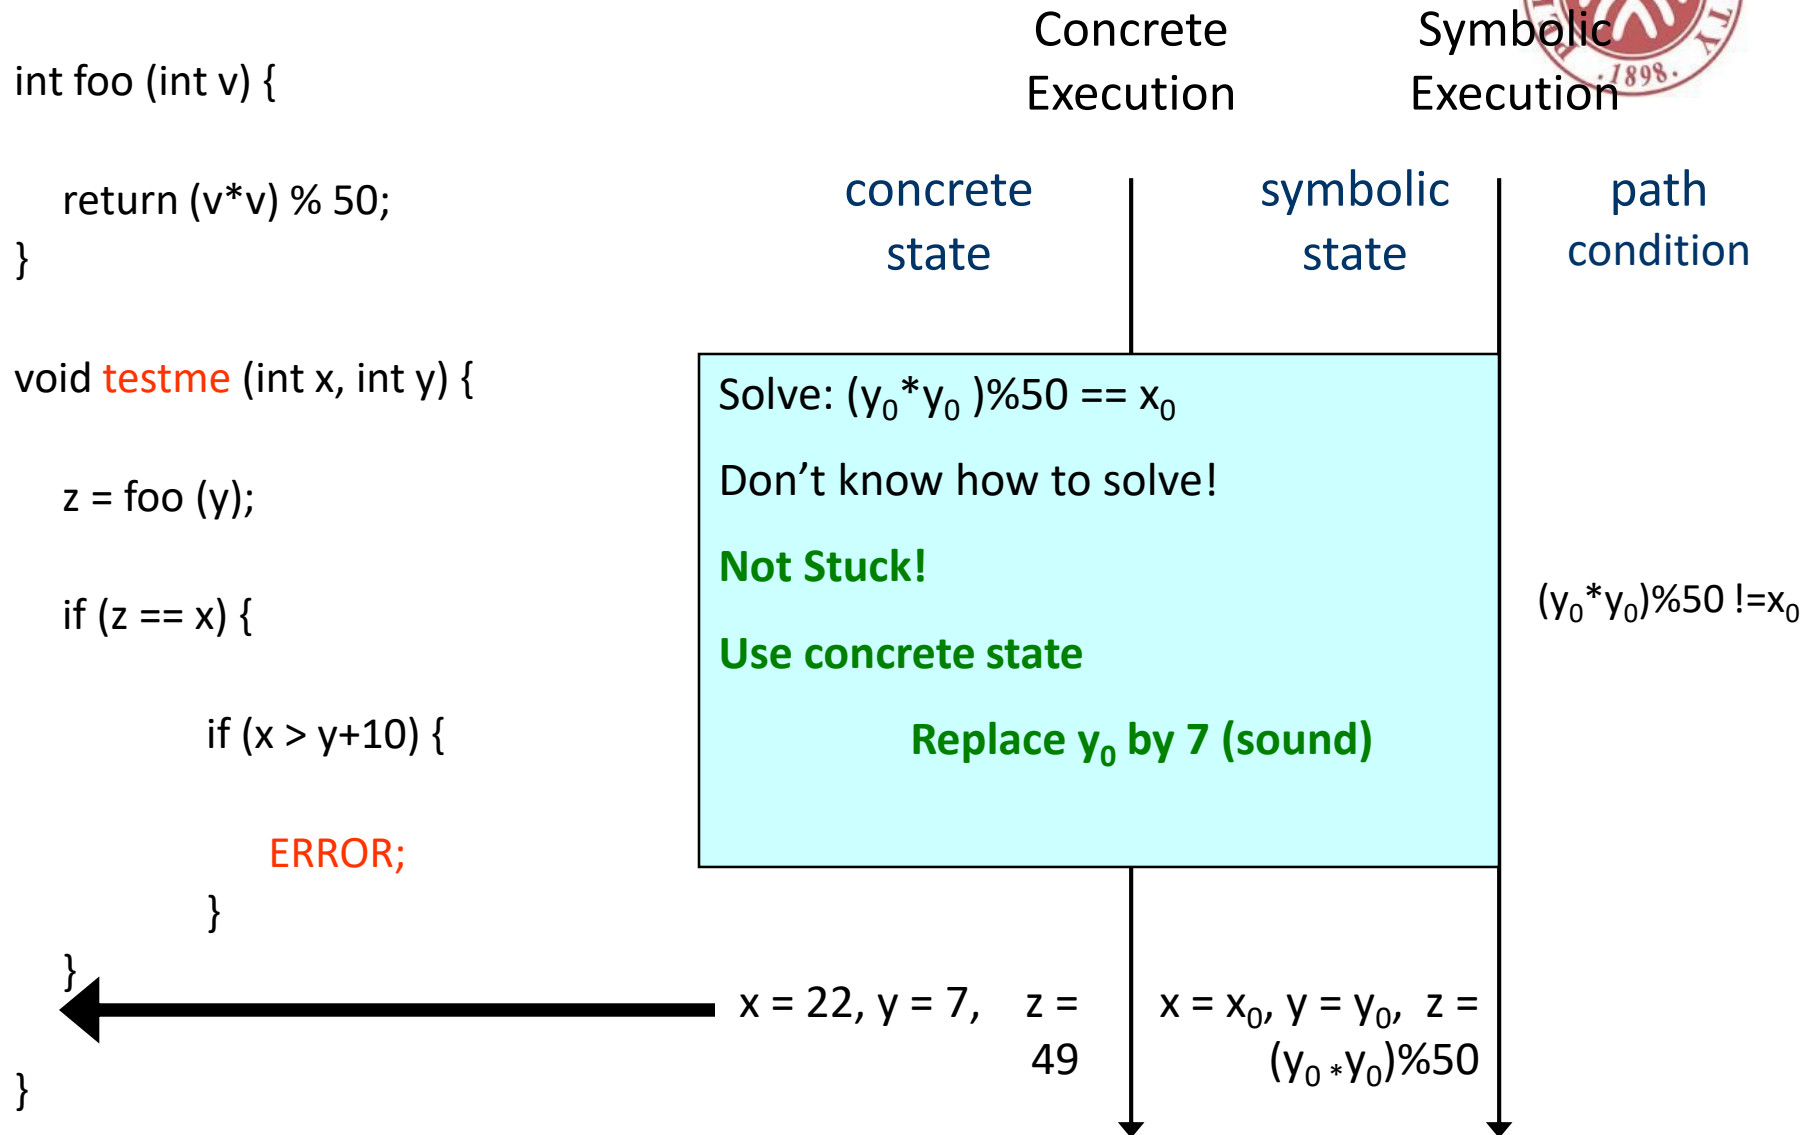 Concrete
Execution
Symbolic
Execution
·1898·
int foo (int v) {
return (v*v) % 50;
}
void testme (int x, int y) {
z = foo (y);
if (z == x) {
if (x > y+10) {
ERROR;
}
}
}
concrete
state
symbolic
state
path
condition
Solve: (y₀*y₀ )%50 == x₀
Don’t know how to solve!
Not Stuck!
Use concrete state
Replace y₀ by 7 (sound)
(y₀*y₀)%50 !=x₀
x = 22, y = 7, z =
49
x = x₀, y = y₀, z =
(y₀ *y₀)%50